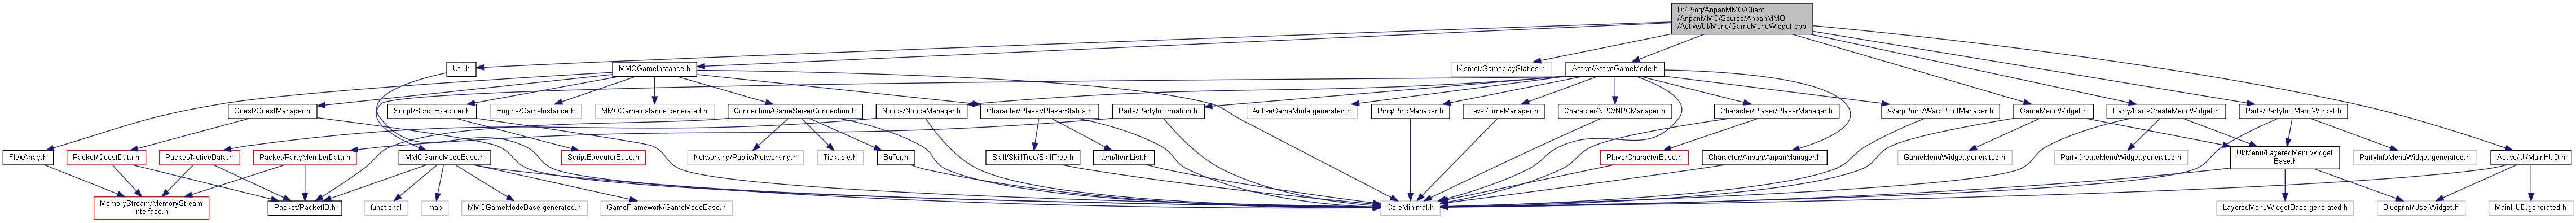 D:/Prog/AnpanMMO/Client
/AnpanMMO/Source/AnpanMMO
/Active/UI/Menu/GameMenuWidget.cpp
Util.h
MMOGameInstance.h
Kismet/GameplayStatics.h
Active/ActiveGameMode.h
Quest/QuestManager.h
Script/ScriptExecuter.h
Engine/GameInstance.h
MMOGameInstance.generated.h
Connection/GameServerConnection.h
Notice/NoticeManager.h
Character/Player/PlayerStatus.h
Party/PartyInformation.h
ActiveGameMode.generated.h
Ping/PingManager.h
Level/TimeManager.h
Character/NPC/NPCManager.h
Character/Player/PlayerManager.h
WarpPoint/WarpPointManager.h
GameMenuWidget.h
Party/PartyCreateMenuWidget.h
Party/PartyInfoMenuWidget.h
FlexArray.h
Packet/QuestData.h
Packet/NoticeData.h
Packet/PartyMemberData.h
MMOGameModeBase.h
ScriptExecuterBase.h
Networking/Public/Networking.h
Tickable.h
Buffer.h
Skill/SkillTree/SkillTree.h
Item/ItemList.h
PlayerCharacterBase.h
Character/Anpan/AnpanManager.h
GameMenuWidget.generated.h
PartyCreateMenuWidget.generated.h
UI/Menu/LayeredMenuWidget
Base.h
PartyInfoMenuWidget.generated.h
Active/UI/MainHUD.h
MemoryStream/MemoryStream
Interface.h
Packet/PacketID.h
functional
map
MMOGameModeBase.generated.h
GameFramework/GameModeBase.h
CoreMinimal.h
LayeredMenuWidgetBase.generated.h
Blueprint/UserWidget.h
MainHUD.generated.h